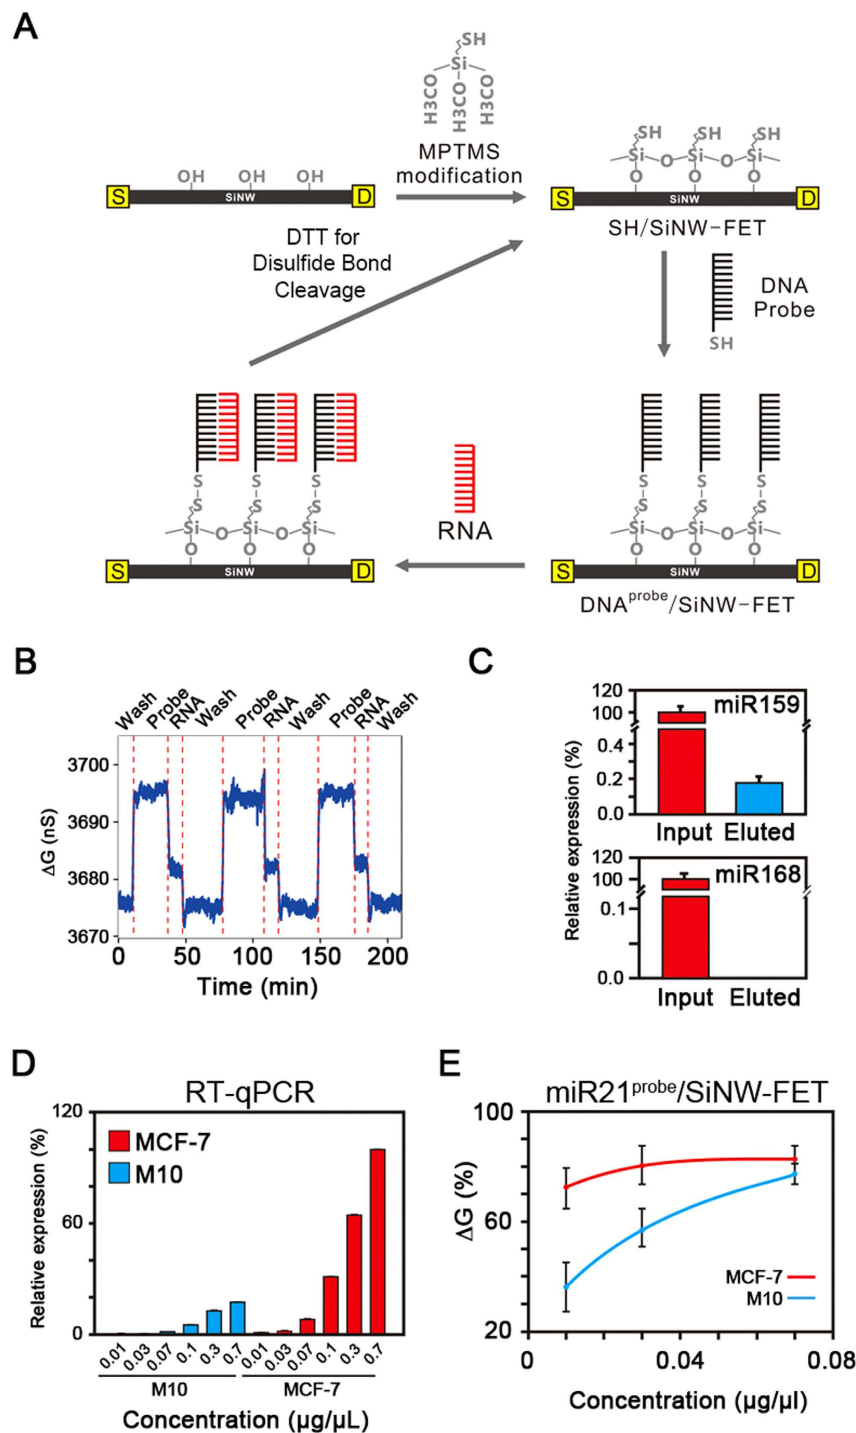 A
SH
Si
H3CO
H3CO
H3CO
MPTMS
modification
OH OH OH
S SiNW D
SH SH SH
Si O Si O Si
O O O
S D
SH/SiNW-FET
DTT for
Disulfide Bond
Cleavage
DNA
Probe
SH
RNA
S S S
S S S
Si O Si O Si
O O O
S SiNW D
S S S
S S S
Si O Si O Si
O O O
S SiNW D
DNAprobe/SiNW-FET
B
Wash Probe RNA Wash Probe RNA Wash Probe RNA Wash
ΔG (nS)
3700
3690
3680
3670
0 50 100 150 200
Time (min)
C
Relative expression (%)
120
100
0.4
0.2
0.0
miR159
Input Eluted
120
100
0.1
0.0
miR168
Input Eluted
D
RT-qPCR
Relative expression (%)
120
60
0
MCF-7
M10
0.01 0.03 0.07 0.1 0.3 0.7 0.01 0.03 0.07 0.1 0.3 0.7
M10 MCF-7
Concentration (μg/μL)
E
miR21probe/SiNW-FET
ΔG (%)
100
60
20
MCF-7
M10
0 0.04 0.08
Concentration (μg/μl)